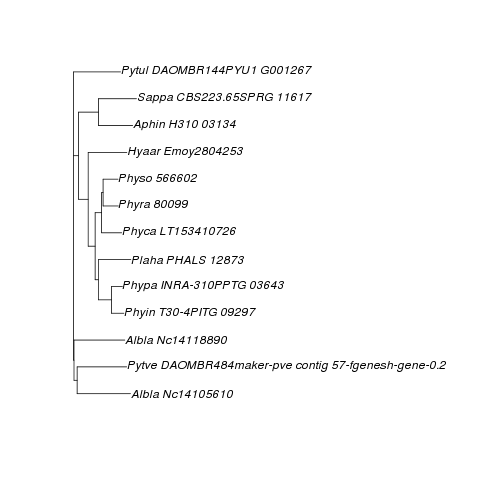 Pytul DAOMBR144PYU1 G001267
Sappa CBS223.65SPRG 11617
Aphin H310 03134
Hyaar Emoy2804253
Physo 566602
Phyra 80099
Phyca LT153410726
Plaha PHALS 12873
Phypa INRA-310PPTG 03643
Phyin T30-4PITG 09297
Albla Nc14118890
Pytve DAOMBR484maker-pve contig 57-fgenesh-gene-0.2
Albla Nc14105610